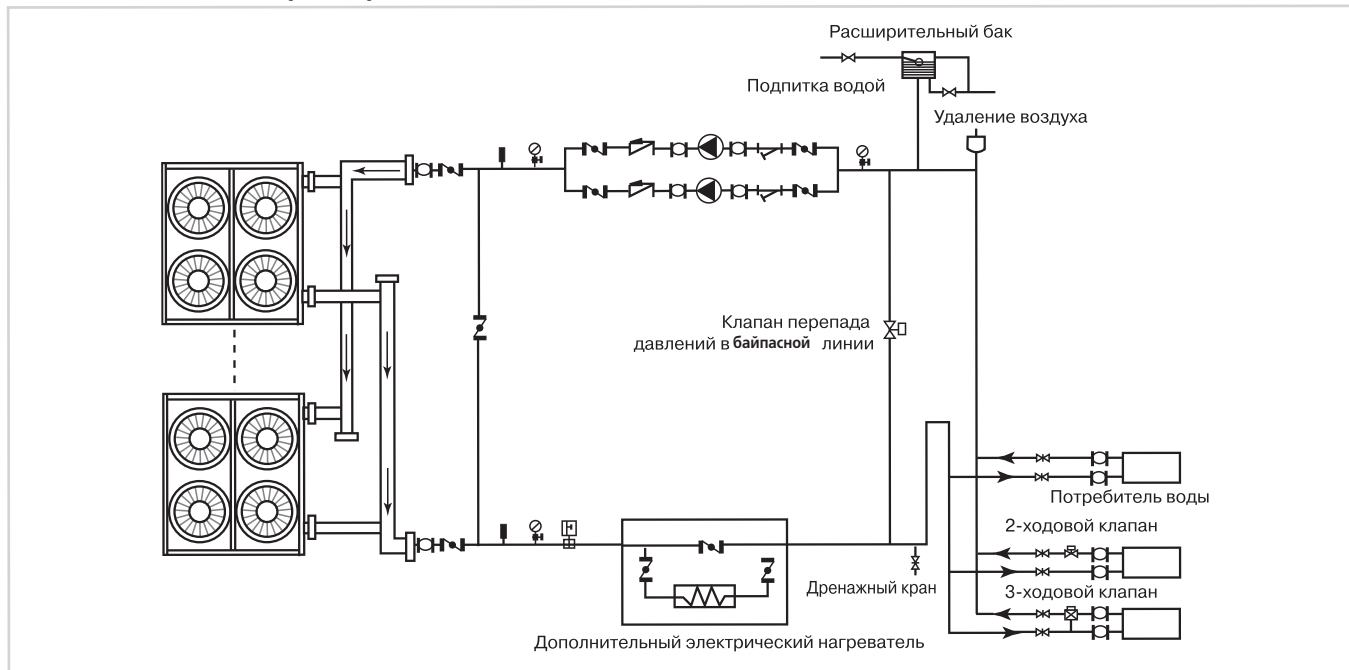 Расширительный бак
Подпитка водой
Удаление воздуха
Клапан перепада
давлений в байпасной линии
Потребитель воды
2-ходовой клапан
3-ходовой клапан
Дренажный кран
Дополнительный электрический нагреватель